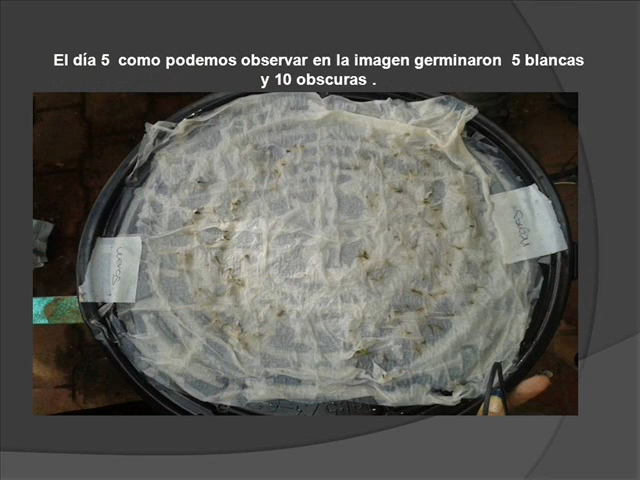 El día 5  como podemos observar en la imagen germinaron  5 blancas
y 10 obscuras .